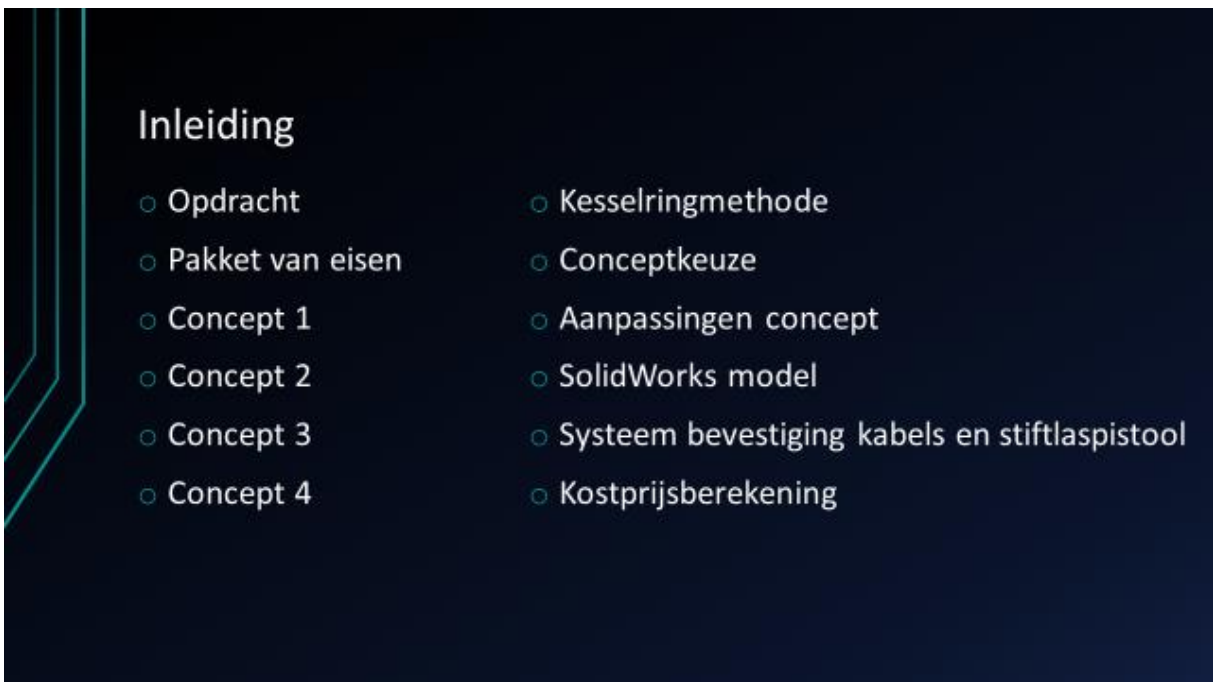 Inleiding
Opdracht
Pakket van eisen
Concept 1
Concept 2
Concept 3
Concept 4
Kesselringmethode
Conceptkeuze
Aanpassingen concept
SolidWorks model
Systeem bevestiging kabels en stiftlaspistool
Kostprijsberekening